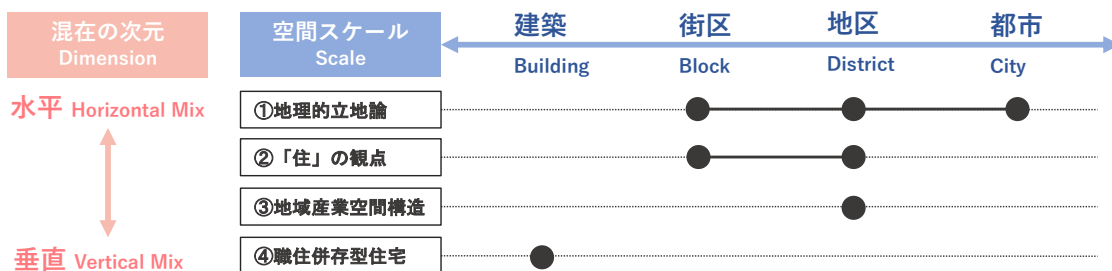 混在の次元
Dimension
空間スケール
Scale
建築
Building
街区
Block
地区
District
都市
City
水平 Horizontal Mix
①地理的立地論
②「住」の観点
③地域産業空間構造
垂直 Vertical Mix
④職住併存型住宅